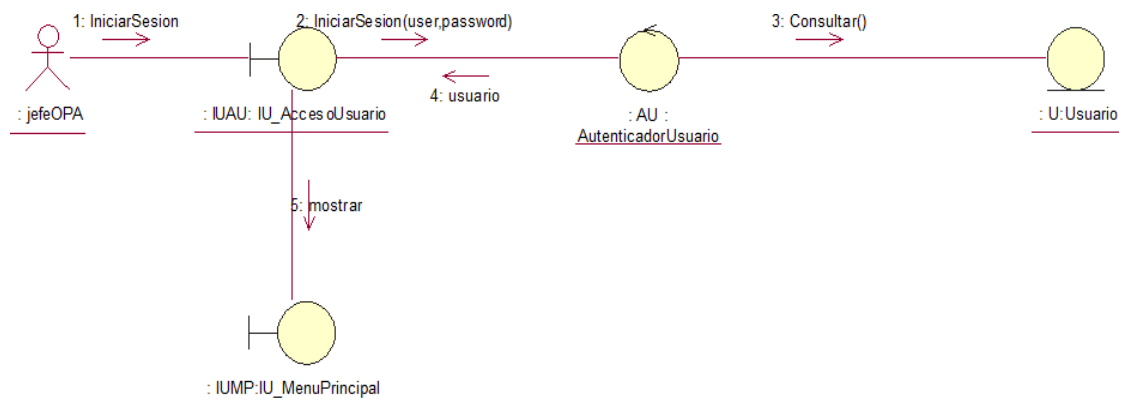 1: IniciarSesion
2: IniciarSesion(user,password)
3: Consultar()
4: usuario
: jefeOPA
: IUAU: IU_AccesoUsuario
: AU :
AutenticadorUsuario
: U:Usuario
5: mostrar
: IUMP:IU_MenuPrincipal